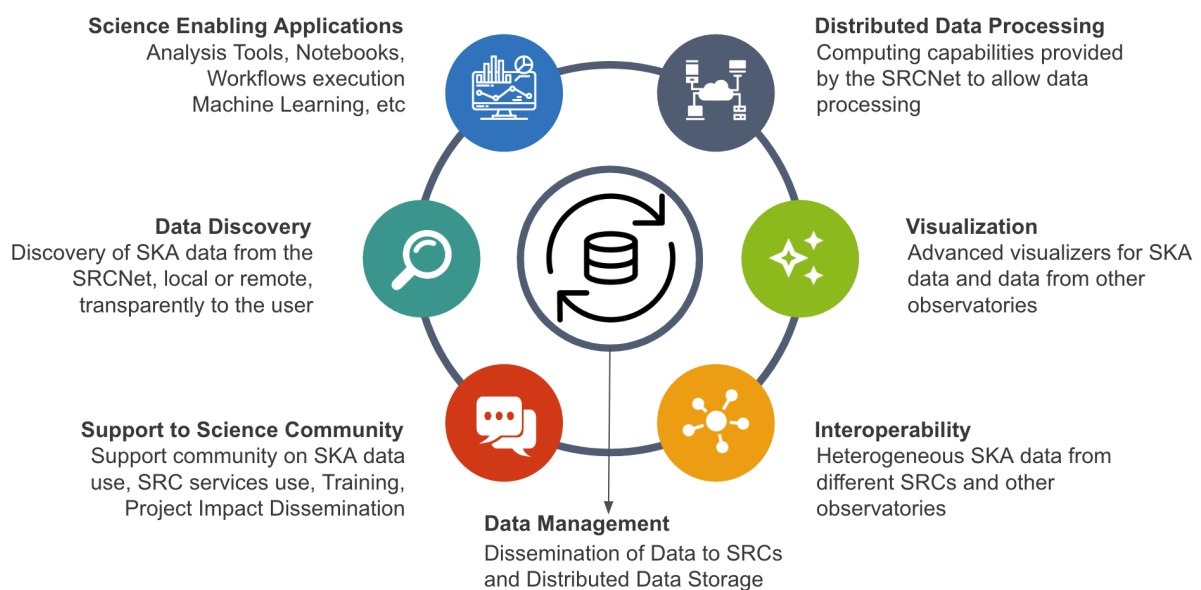 Science Enabling Applications
Analysis Tools, Notebooks,
Workflows execution
Machine Learning, etc
Distributed Data Processing
Computing capabilities provided
by the SRCNet to allow data
processing
Data Discovery
Discovery of SKA data from the
SRCNet, local or remote,
transparently to the user
Visualization
Advanced visualizers for SKA
data and data from other
observatories
Support to Science Community
Support community on SKA data
use, SRC services use, Training,
Project Impact Dissemination
Interoperability
Heterogeneous SKA data from
different SRCs and other
observatories
Data Management
Dissemination of Data to SRCs
and Distributed Data Storage